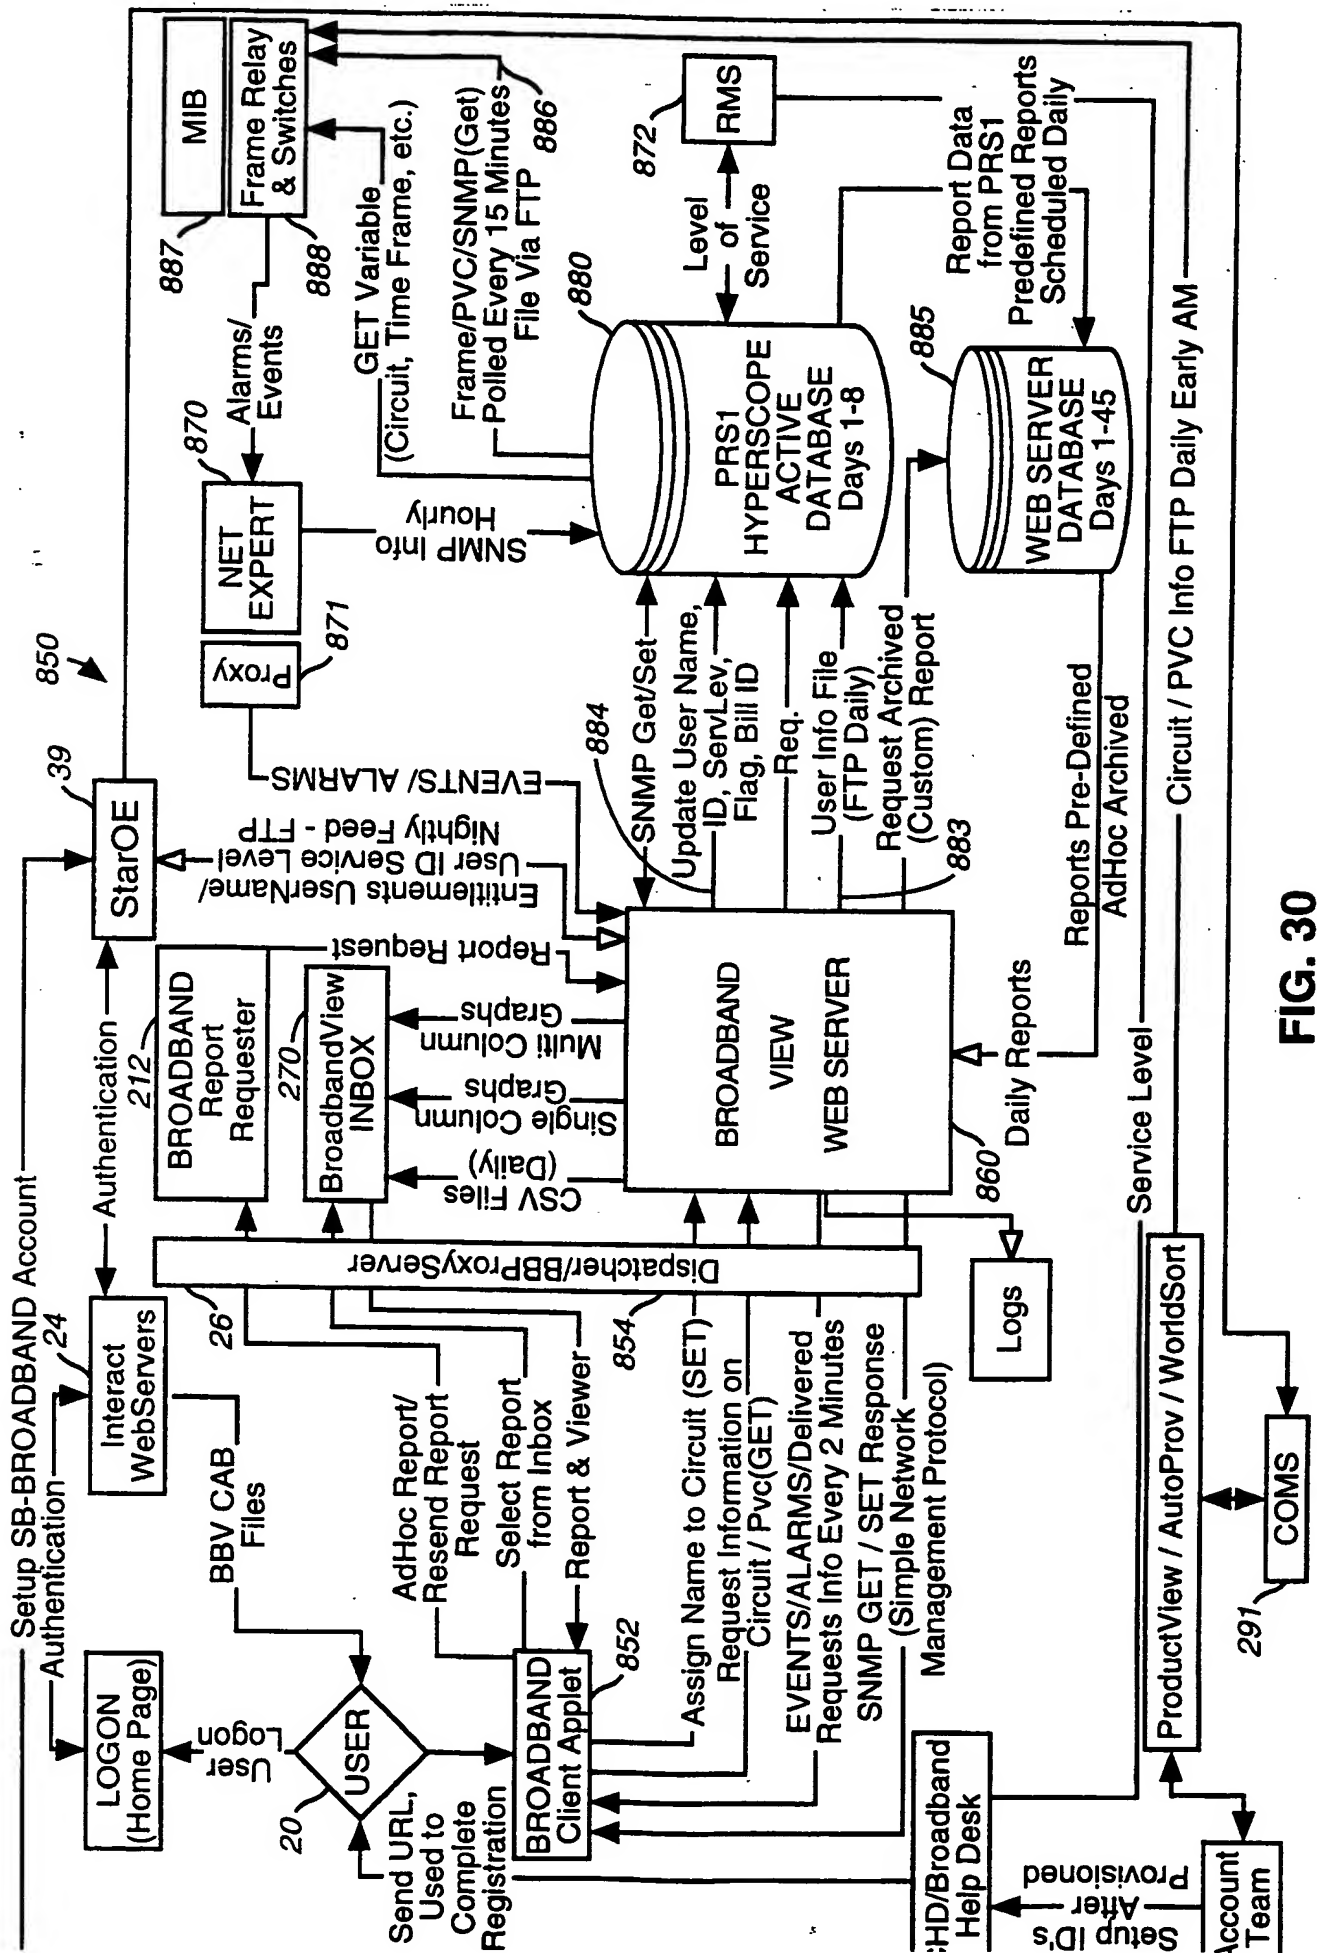 Setup SB-BROADBAND Account
Authentication
24
Authentication
39
850
LOGON
(Home Page)
Interact
WebServers
StarOE
MIB
887
Frame Relay
& Switches
888
User
Logon
BBV CAB
Files
26
212
BROADBAND
Report
Requester
Proxy
871
NET
EXPERT
870
Alarms/
Events
20
USER
270
BroadbandView
INBOX
Report Request
Entitlements UserName/
User ID Service Level
Nightly Feed - FTP
EVENTS/ ALARMS
SNMP Info
Hourly
GET Variable
(Circuit, Time Frame, etc.)
Frame/PVC/SNMP(Get)
Polled Every 15 Minutes
File Via FTP
886
Send URL,
Used to
Complete
Registration
AdHoc Report/
Resend Report
Request
Select Report
from Inbox
Report & Viewer
Dispatcher/BBProxyServer
854
CSV Files
(Daily)
Single Column
Graphs
Multi Column
Graphs
BROADBAND
Client Applet
852
Assign Name to Circuit (SET)
Request Information on
Circuit / Pvc(GET)
EVENTS/ALARMS/Delivered
Requests Info Every 2 Minutes
SNMP GET / SET Response
(Simple Network
Management Protocol)
BROADBAND
VIEW
WEB SERVER
860
884
SNMP Get/Set
Update User Name,
ID, ServLev,
Flag, Bill ID
Req.
User Info File
(FTP Daily)
Request Archived
(Custom) Report
883
880
PRS1
HYPERSCOPE
ACTIVE
DATABASE
Days 1-8
Level
of
Service
872
RMS
Report Data
from PRS1
Predefined Reports
Scheduled Daily
885
WEB SERVER
DATABASE
Days 1-45
Reports Pre-Defined
AdHoc Archived
Daily Reports
Logs
CHD/Broadband
Help Desk
Service Level
Setup ID's
After
Provisioned
Account
Team
ProductView / AutoProv / WorldSort
Circuit / PVC Info FTP Daily Early AM
291
COMS
FIG. 30